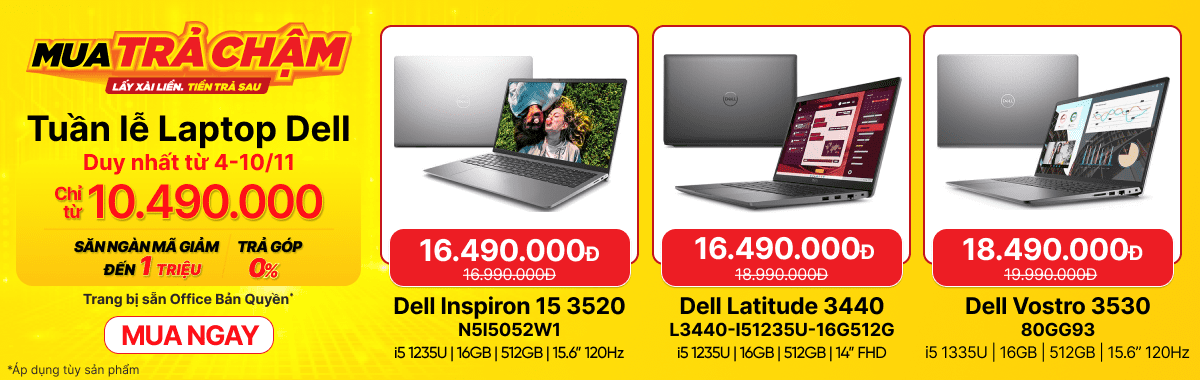 MUA TRẢ CHẬM
LẤY XÀI LIỀN. TIỀN TRẢ SAU
Tuần lễ Laptop Dell
Duy nhất từ 4-10/11
Chỉ từ 10.490.000
SĂN NGÀN MÃ GIẢM
ĐẾN 1 TRIỆU
TRẢ GÓP
0%
Trang bị sẵn Office Bản Quyền*
MUA NGAY
*Áp dụng tùy sản phẩm
DELL
16.490.000Đ
16.990.000Đ
Dell Inspiron 15 3520
N5I5052W1
i5 1235U | 16GB | 512GB | 15.6” 120Hz
DELL
16.490.000Đ
18.990.000Đ
Dell Latitude 3440
L3440-I51235U-16G512G
i5 1235U | 16GB | 512GB | 14” FHD
DELL
18.490.000Đ
19.990.000Đ
Dell Vostro 3530
80GG93
i5 1335U | 16GB | 512GB | 15.6” 120Hz